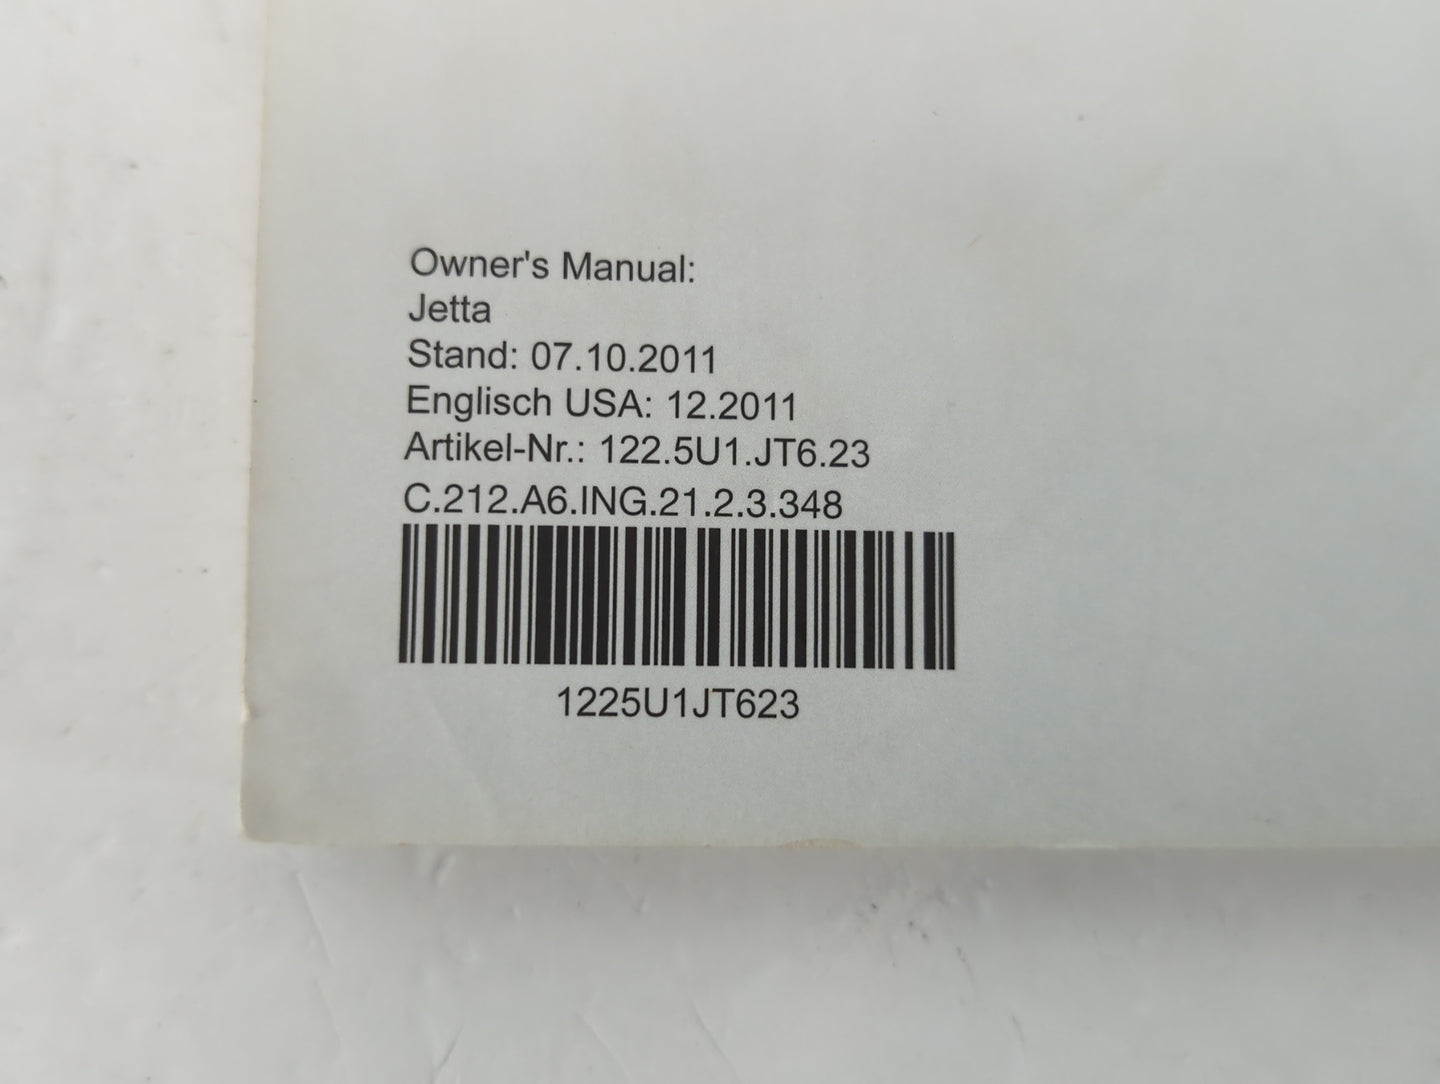 Owner's Manual:
Jetta
Stand: 07.10.2011
Englisch USA: 12.2011
Artikel-Nr.: 122.5U1.JT6.23
C.212.A6.ING.21.2.3.348
1225U1JT623